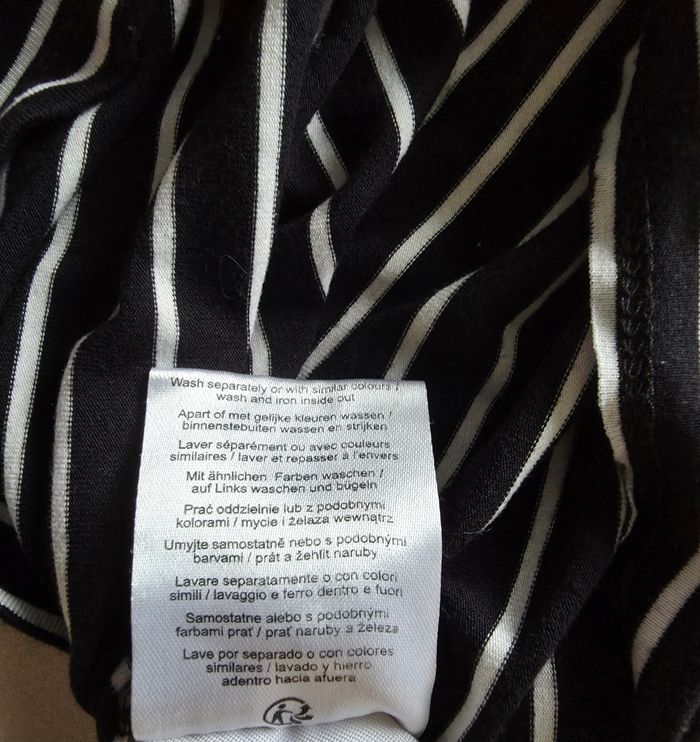 Wash separately or with similar colours /
wash and iron inside out
Apart of met gelijke kleuren wassen /
binnenstebuiten wassen en strijken
Laver séparément ou avec couleurs
similaires / laver et repasser à l'envers
Mit ähnlichen Farben waschen /
auf Links waschen und bügeln
Prać oddzielnie lub z podobnymi
kolorami / mycie i żelaza wewnątrz
Umyjte samostatně nebo s podobnými
barvami / prát a žehlit naruby
Lavare separatamente o con colori
simili / lavaggio e ferro dentro e fuori
Samostatne alebo s podobnými
farbami prať / prať naruby a železa
Lave por separado o con colores
similares / lavado y hierro
adentro hacia afuera